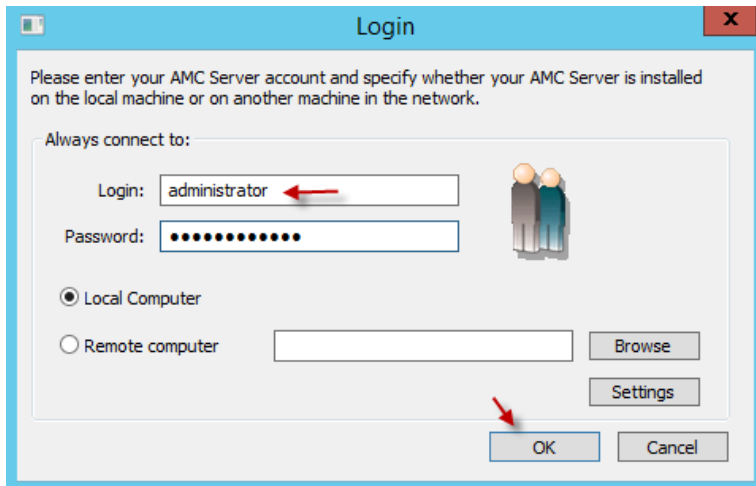 Login
x
Please enter your AMC Server account and specify whether your AMC Server is installed
on the local machine or on another machine in the network.
Always connect to:
Login: administrator
Password: ●●●●●●●●●●●●
Local Computer
Remote computer Browse
Settings
OK Cancel